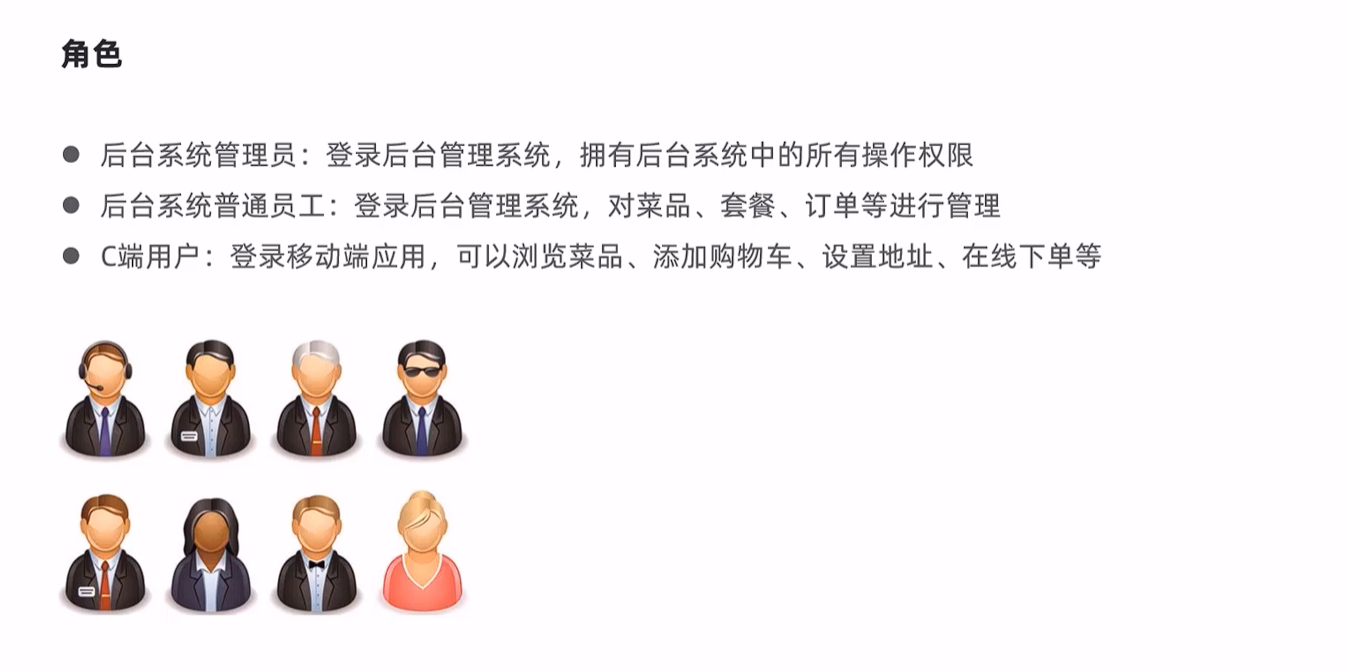 角色
● 后台系统管理员：登录后台管理系统，拥有后台系统中的所有操作权限
● 后台系统普通员工：登录后台管理系统，对菜品、套餐、订单等进行管理
● C端用户：登录移动端应用，可以浏览菜品、添加购物车、设置地址、在线下单等